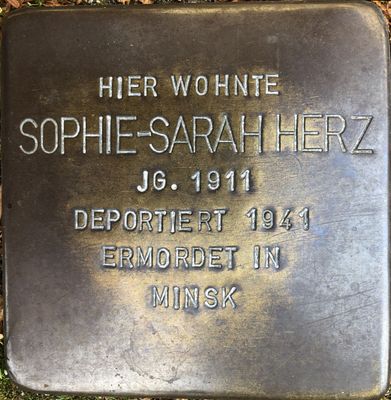 HIER WOHNTE
SOPHIE-SARAH HERZ
JG. 1911
DEPORTIERT 1941
ERMORDET IN
MINSK